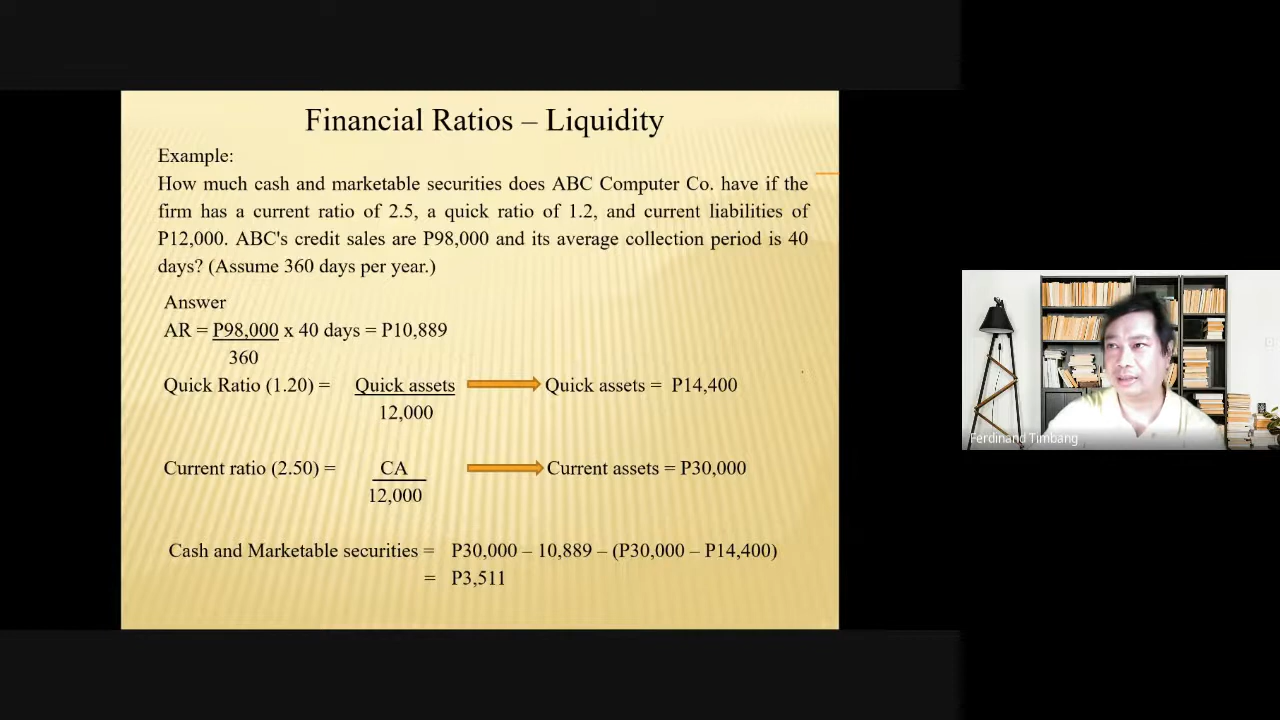 Financial Ratios – Liquidity
Example:
How much cash and marketable securities does ABC Computer Co. have if the
firm has a current ratio of 2.5, a quick ratio of 1.2, and current liabilities of
P12,000. ABC's credit sales are P98,000 and its average collection period is 40
days? (Assume 360 days per year.)
Answer
AR = P98,000 x 40 days = P10,889
360
Quick Ratio (1.20) = Quick assets Quick assets = P14,400
12,000
Current ratio (2.50) = CA Current assets = P30,000
12,000
Cash and Marketable securities = P30,000 – 10,889 – (P30,000 – P14,400)
= P3,511
Ferdinand Timbang